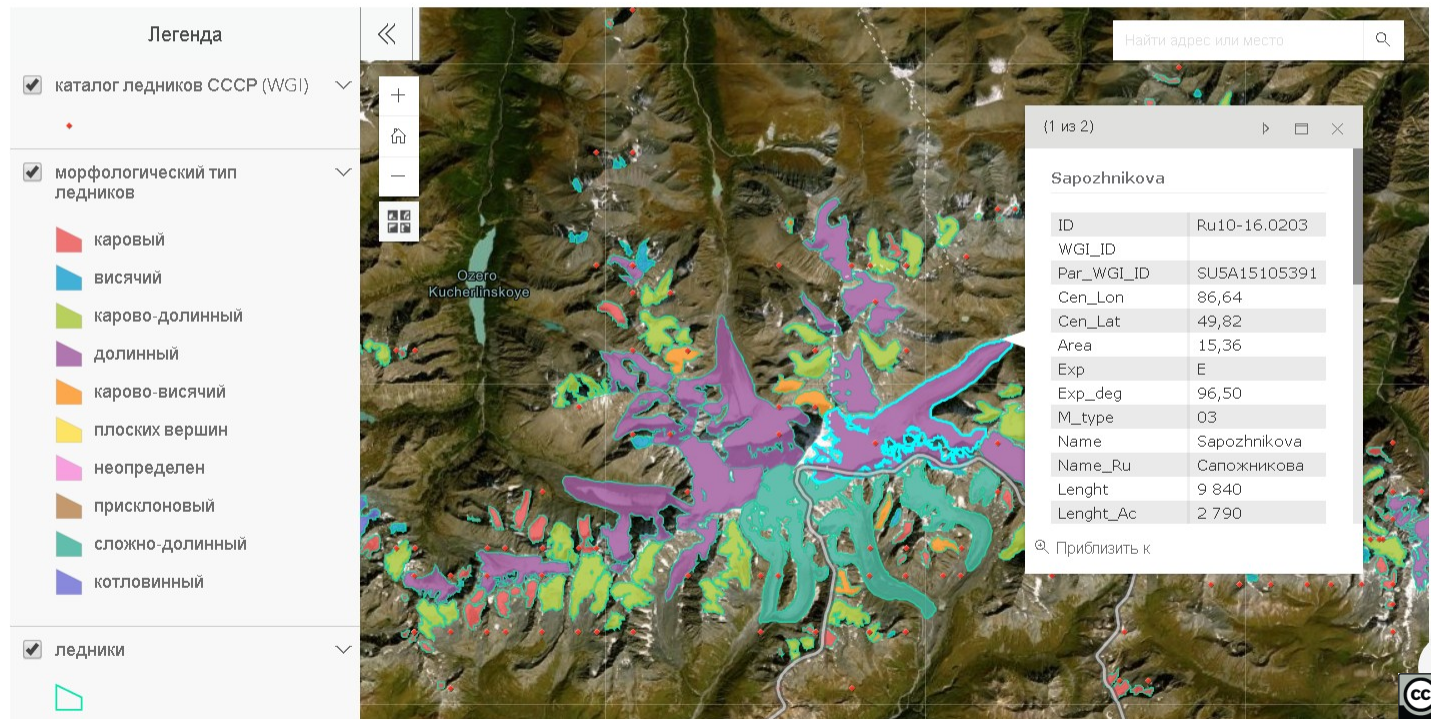 Легенда
каталог ледников СССР (WGI)
морфологический тип
ледников
каровый
висячий
карово-долинный
долинный
карово-висячий
плоских вершин
неопределен
присклоновый
сложно-долинный
котловинный
ледники
Ozero
Kucherlinskoye
Найти адрес или место
(1 из 2)
Sapozhnikova
ID Ru10-16.0203
WGI_ID
Par_WGI_ID SU5A15105391
Cen_Lon 86,64
Cen_Lat 49,82
Area 15,36
Exp E
Exp_deg 96,50
M_type 03
Name Sapozhnikova
Name_Ru Сапожникова
Lenght 9 840
Lenght_Ac 2 790
Приблизить к
cc